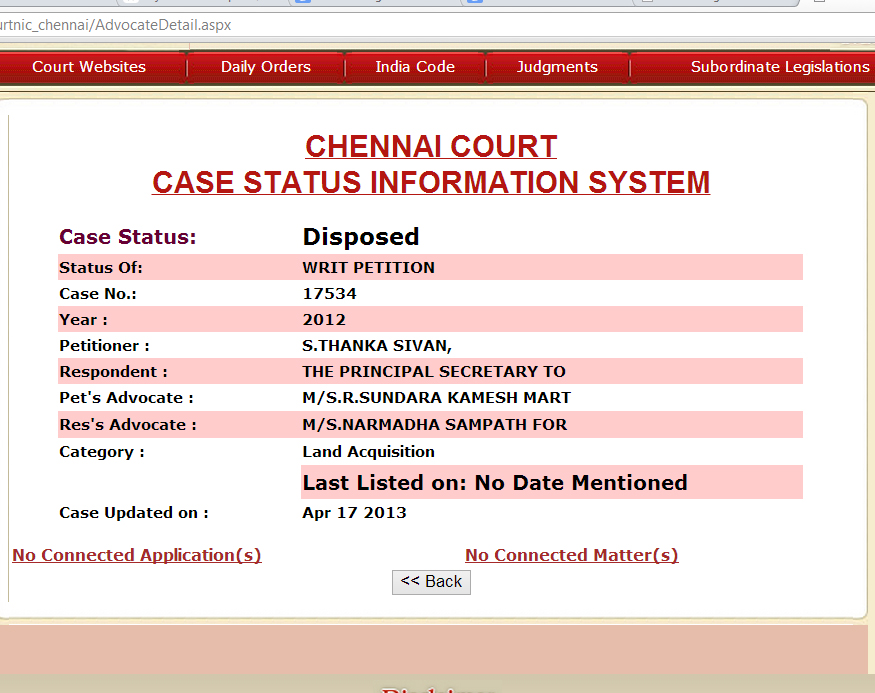 urtnic_chennai/AdvocateDetail.aspx
Court Websites | Daily Orders | India Code | Judgments | Subordinate Legislations
CHENNAI COURT
CASE STATUS INFORMATION SYSTEM
Case Status: Disposed
Status Of: WRIT PETITION
Case No.: 17534
Year : 2012
Petitioner : S.THANKA SIVAN,
Respondent : THE PRINCIPAL SECRETARY TO
Pet's Advocate : M/S.R.SUNDARA KAMESH MART
Res's Advocate : M/S.NARMADHA SAMPATH FOR
Category : Land Acquisition
Last Listed on: No Date Mentioned
Case Updated on : Apr 17 2013
No Connected Application(s) No Connected Matter(s)
<< Back